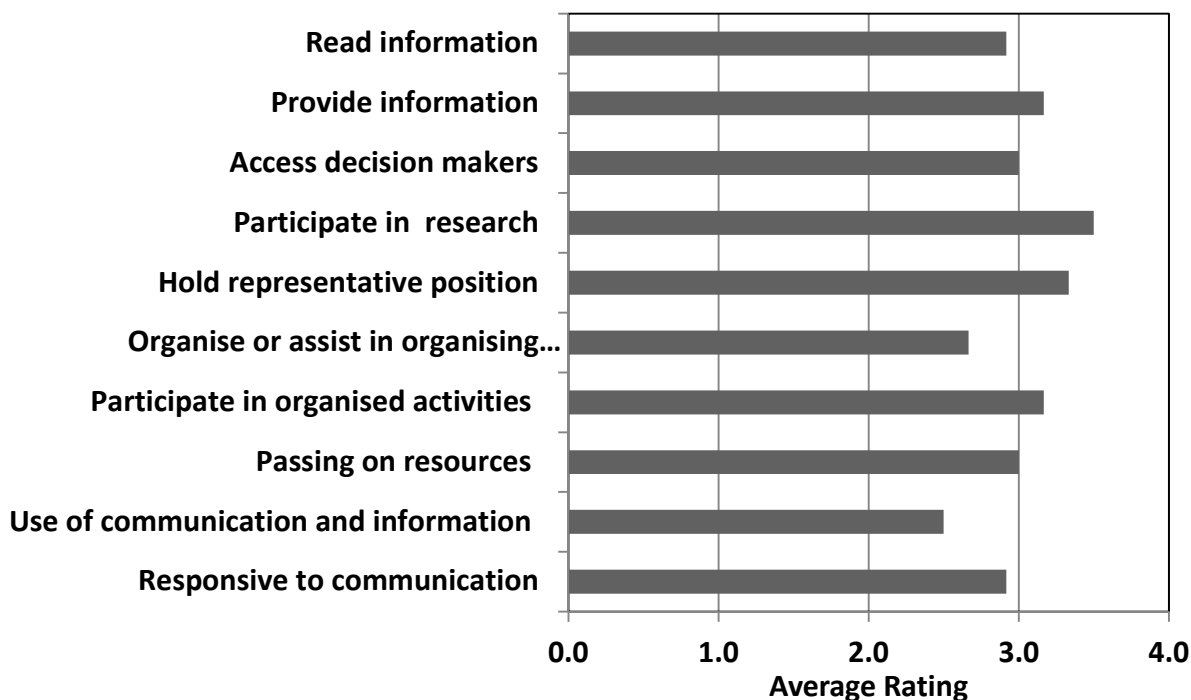 Read information
Provide information
Access decision makers
Participate in research
Hold representative position
Organise or assist in organising...
Participate in organised activities
Passing on resources
Use of communication and information
Responsive to communication
0.0 1.0 2.0 3.0 4.0
Average Rating